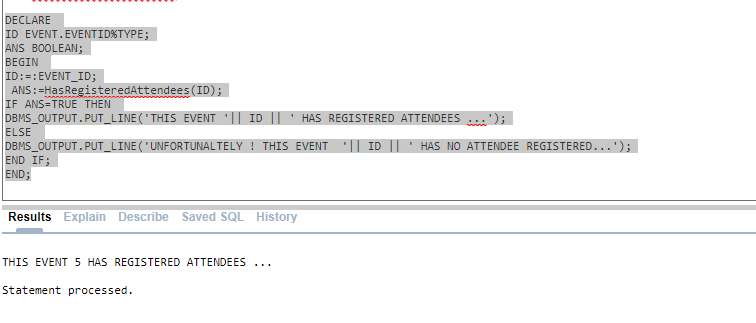 DECLARE
ID EVENT.EVENTID%TYPE;
ANS BOOLEAN;
BEGIN
ID:=:EVENT_ID;
ANS:=HasRegisteredAttendees(ID);
IF ANS=TRUE THEN
DBMS_OUTPUT.PUT_LINE('THIS EVENT '|| ID || ' HAS REGISTERED ATTENDEES ...');
ELSE
DBMS_OUTPUT.PUT_LINE('UNFORTUNALTELY ! THIS EVENT  '|| ID || ' HAS NO ATTENDEE REGISTERED...');
END IF;
END;
Results Explain Describe Saved SQL History
THIS EVENT 5 HAS REGISTERED ATTENDEES ...
Statement processed.